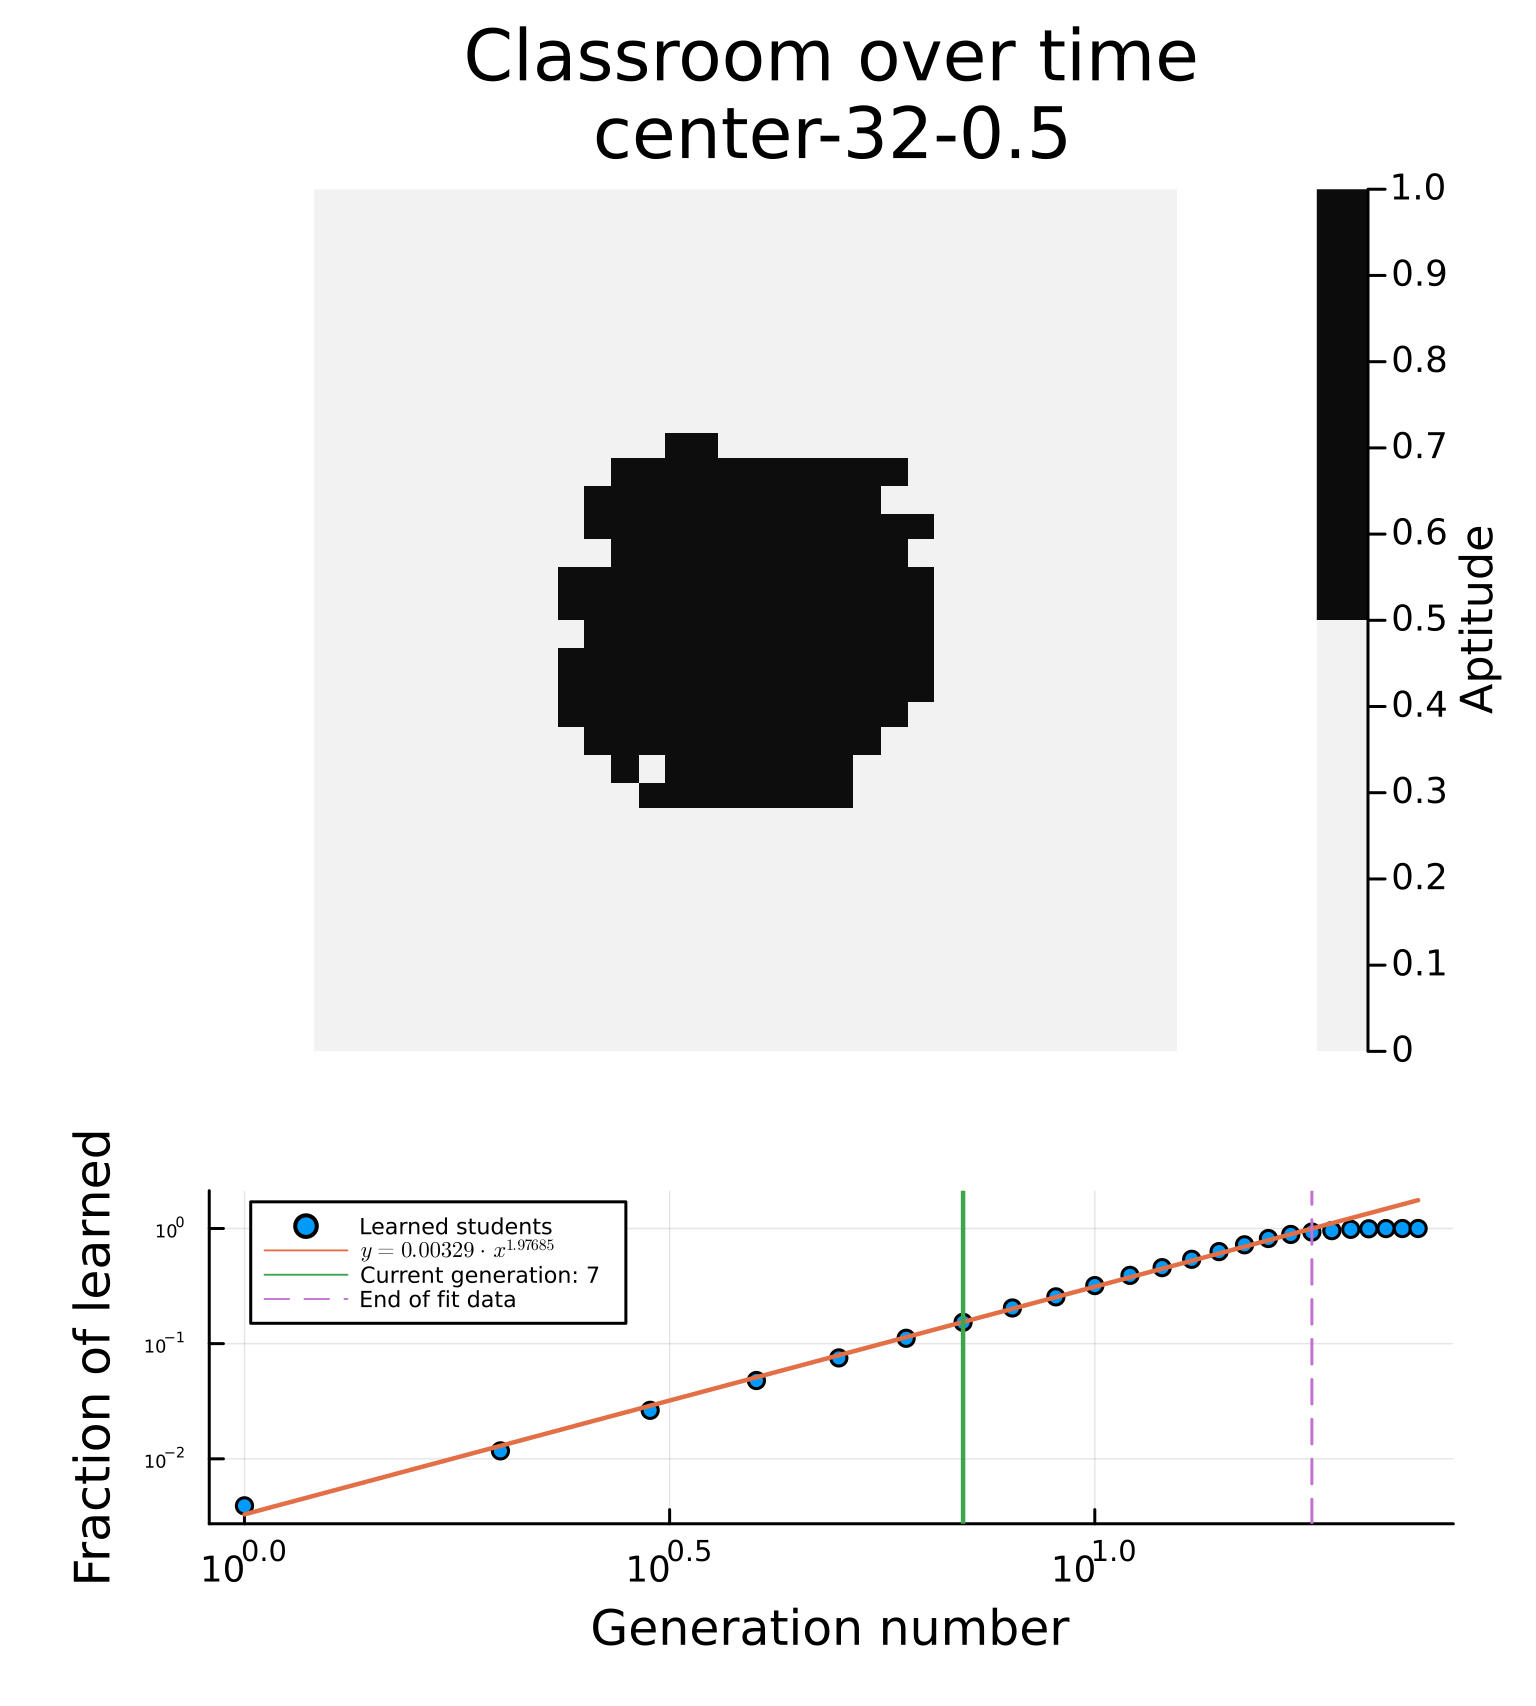 Classroom over time
center-32-0.5
1.0
0.9
0.8
0.7
0.6
0.5
0.4
0.3
0.2
0.1
0
Aptitude
Fraction of learned
10⁰
10⁻¹
10⁻²
Learned students
y = 0.00329 · x^1.97685
Current generation: 7
End of fit data
10^0.0
10^0.5
10^1.0
Generation number